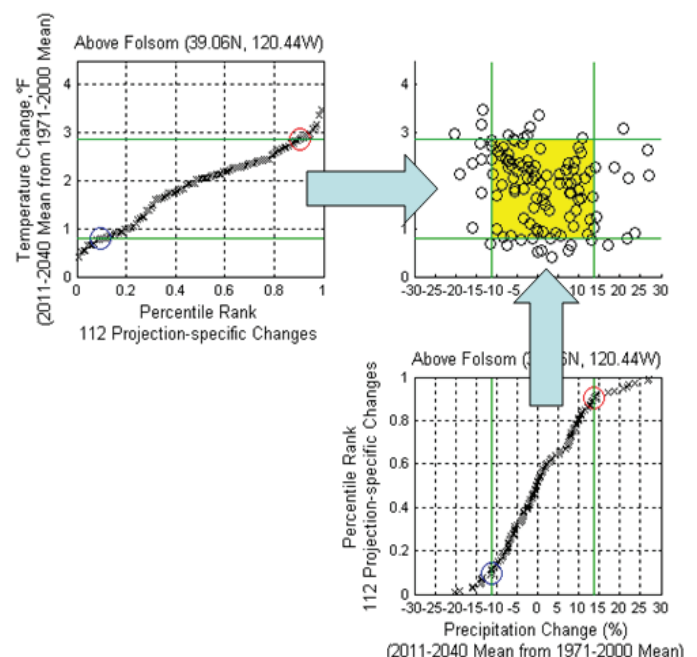 Above Folsom (39.06N, 120.44W)
Temperature Change,°F
(2011-2040 Mean from 1971-2000 Mean)
4
3
2
1
0
0 0.2 0.4 0.6 0.8 1
Percentile Rank
112 Projection-specific Changes
4
3
2
1
0
-30-25-20-15-10 -5 0 5 10 15 20 25 30
Above Folsom (3 6N, 120.44W)
Percentile Rank
112 Projection-specific Changes
1
0.8
0.6
0.4
0.2
0
-30-25-20-15-10 -5 0 5 10 15 20 25 30
Precipitation Change (%)
(2011-2040 Mean from 1971-2000 Mean)